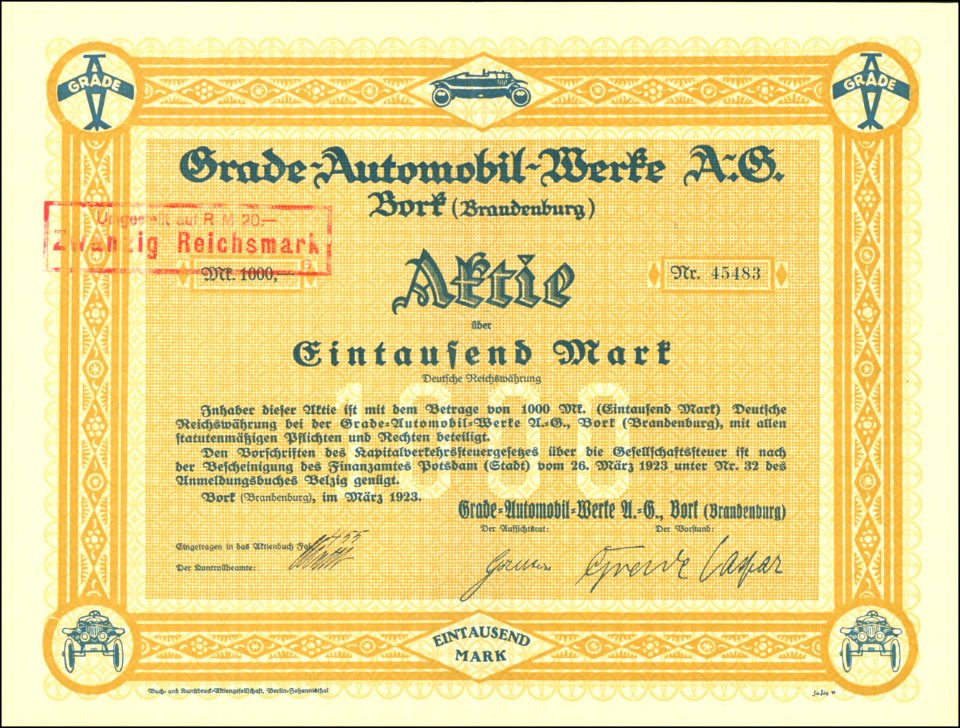 GRADE
GRADE
Grade-Automobil-Werke A.-G.
Bork (Brandenburg)
Umgestellt auf R.M. 20.—
Zwanzig Reichsmark
Mk. 1000,-
Aktie
Nr. 45483
über
Eintausend Mark
Deutsche Reichswährung
1000
Inhaber dieser Aktie ist mit dem Betrage von 1000 Mk. (Eintausend Mark) Deutsche
Reichswährung bei der Grade-Automobil-Werke A.-G., Bork (Brandenburg), mit allen
statutenmäßigen Pflichten und Rechten beteiligt.
Den Vorschriften des Kapitalverkehrssteuergesetzes über die Gesellschaftssteuer ist nach
der Bescheinigung des Finanzamtes Potsdam (Stadt) vom 26. März 1923 unter Nr. 32 des
Anmeldungsbuches Belzig genügt.
Bork (Brandenburg), im März 1923.
Grade-Automobil-Werke A.-G., Bork (Brandenburg)
Der Aufsichtsrat: Der Vorstand:
Eingetragen in das Aktienbuch Fol. 455
Der Kontrollbeamte:
Grade Caspar
EINTAUSEND
MARK
Buch- und Kunstdruck-Aktiengesellschaft, Berlin-Johannisthal